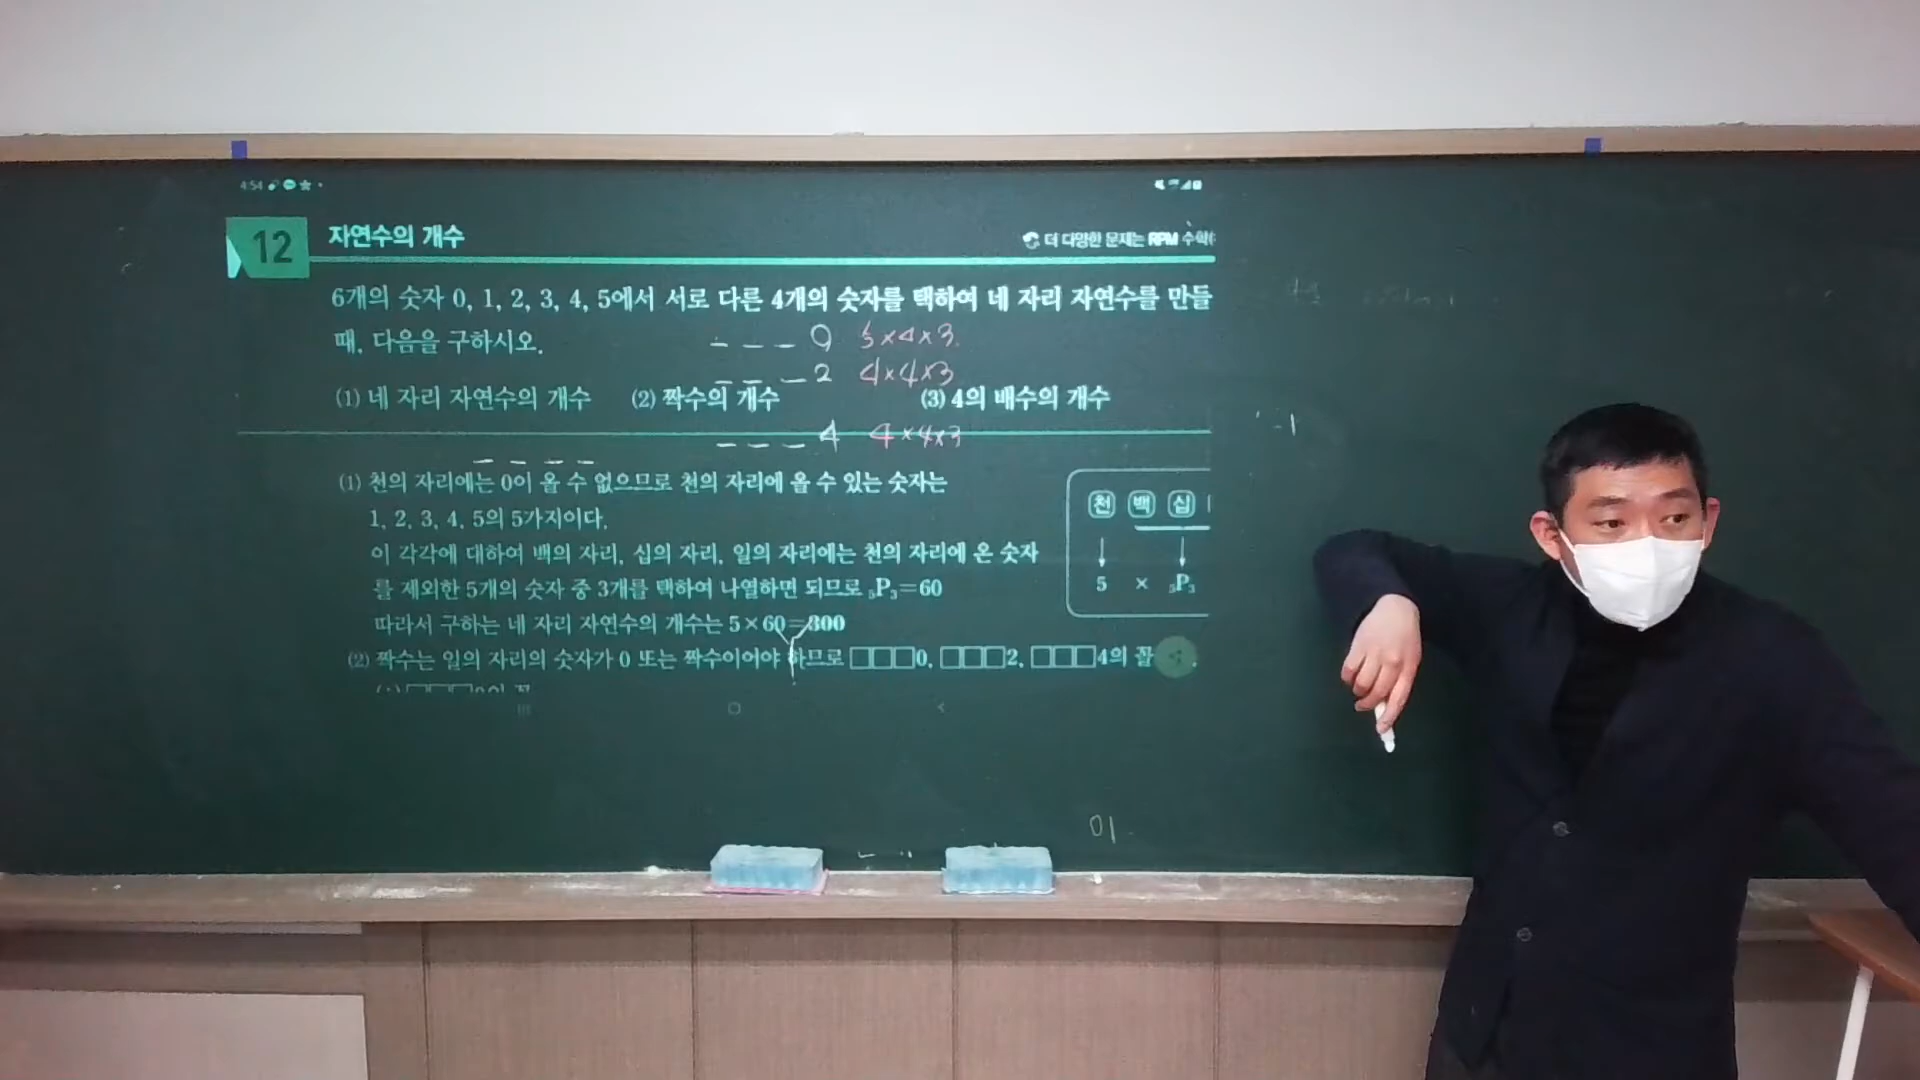 4:54
12 자연수의 개수
더 다양한 문제는 RPM 수학(
6개의 숫자 0, 1, 2, 3, 4, 5에서 서로 다른 4개의 숫자를 택하여 네 자리 자연수를 만들
때, 다음을 구하시오.
_ _ _ 0 5×4×3
_ _ _ 2 4×4×3
(1) 네 자리 자연수의 개수 (2) 짝수의 개수 (3) 4의 배수의 개수
_ _ _ 4 4×4×3
(1) 천의 자리에는 0이 올 수 없으므로 천의 자리에 올 수 있는 숫자는
1, 2, 3, 4, 5의 5가지이다.
이 각각에 대하여 백의 자리, 십의 자리, 일의 자리에는 천의 자리에 온 숫자
를 제외한 5개의 숫자 중 3개를 택하여 나열하면 되므로 ₅P₃=60
따라서 구하는 네 자리 자연수의 개수는 5×60=300
천 백 십
5 × ₅P₃
(2) 짝수는 일의 자리의 숫자가 0 또는 짝수이어야 하므로 □□□0, □□□2, □□□4의 꼴
01